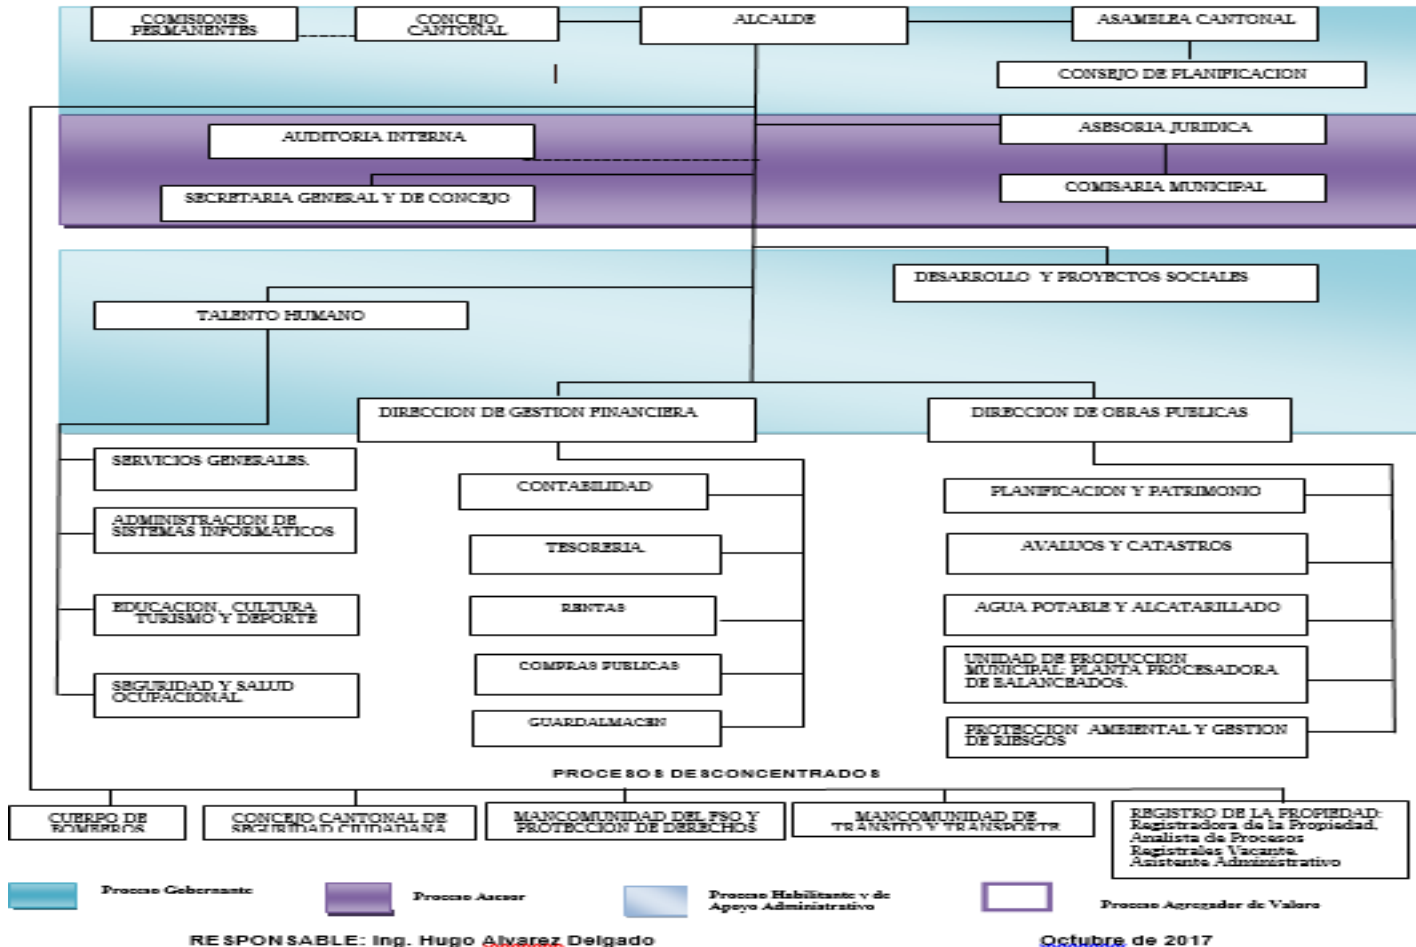 COMISIONES
PERMANENTES
CONCEJO
CANTONAL
ALCALDE
ASAMBLEA CANTONAL
CONSEJO DE PLANIFICACION
AUDITORIA INTERNA
ASESORIA JURIDICA
SECRETARIA GENERAL Y DE CONCEJO
COMISARIA MUNICIPAL
DESARROLLO Y PROYECTOS SOCIALES
TALENTO HUMANO
DIRECCION DE GESTION FINANCIERA
DIRECCION DE OBRAS PUBLICAS
SERVICIOS GENERALES.
ADMINISTRACION DE
SISTEMAS INFORMATICOS
EDUCACION, CULTURA
TURISMO Y DEPORTE
SEGURIDAD Y SALUD
OCUPACIONAL
CONTABILIDAD
TESORERIA
RENTAS
COMPRAS PUBLICAS
GUARDALMACEN
PLANIFICACION Y PATRIMONIO
AVALUOS Y CATASTROS
AGUA POTABLE Y ALCATARILLADO
UNIDAD DE PRODUCCION
MUNICIPAL: PLANTA PROCESADORA
DE BALANCEADOS.
PROTECCION AMBIENTAL Y GESTION
DE RIESGOS
PROCESOS DESCONCENTRADOS
CUERPO DE
BOMBEROS
CONCEJO CANTONAL DE
SEGURIDAD CIUDADANA
MANCOMUNIDAD DEL PSO Y
PROTECCION DE DERECHOS
MANCOMUNIDAD DE
TRANSITO Y TRANSPORTE
REGISTRO DE LA PROPIEDAD:
Registradora de la Propiedad,
Analista de Procesos
Registrales Vacante.
Asistente Administrativo
Proceso Gobernante
Proceso Asesor
Proceso Habilitante y de
Apoyo Administrativo
Proceso Agregador de Valoro
RESPONSABLE: Ing. Hugo Alvarez Delgado
Octubre de 2017